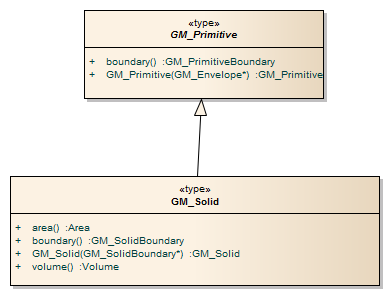 «type»
GM_Primitive
+ boundary() :GM_PrimitiveBoundary
+ GM_Primitive(GM_Envelope*) :GM_Primitive
«type»
GM_Solid
+ area() :Area
+ boundary() :GM_SolidBoundary
+ GM_Solid(GM_SolidBoundary*) :GM_Solid
+ volume() :Volume